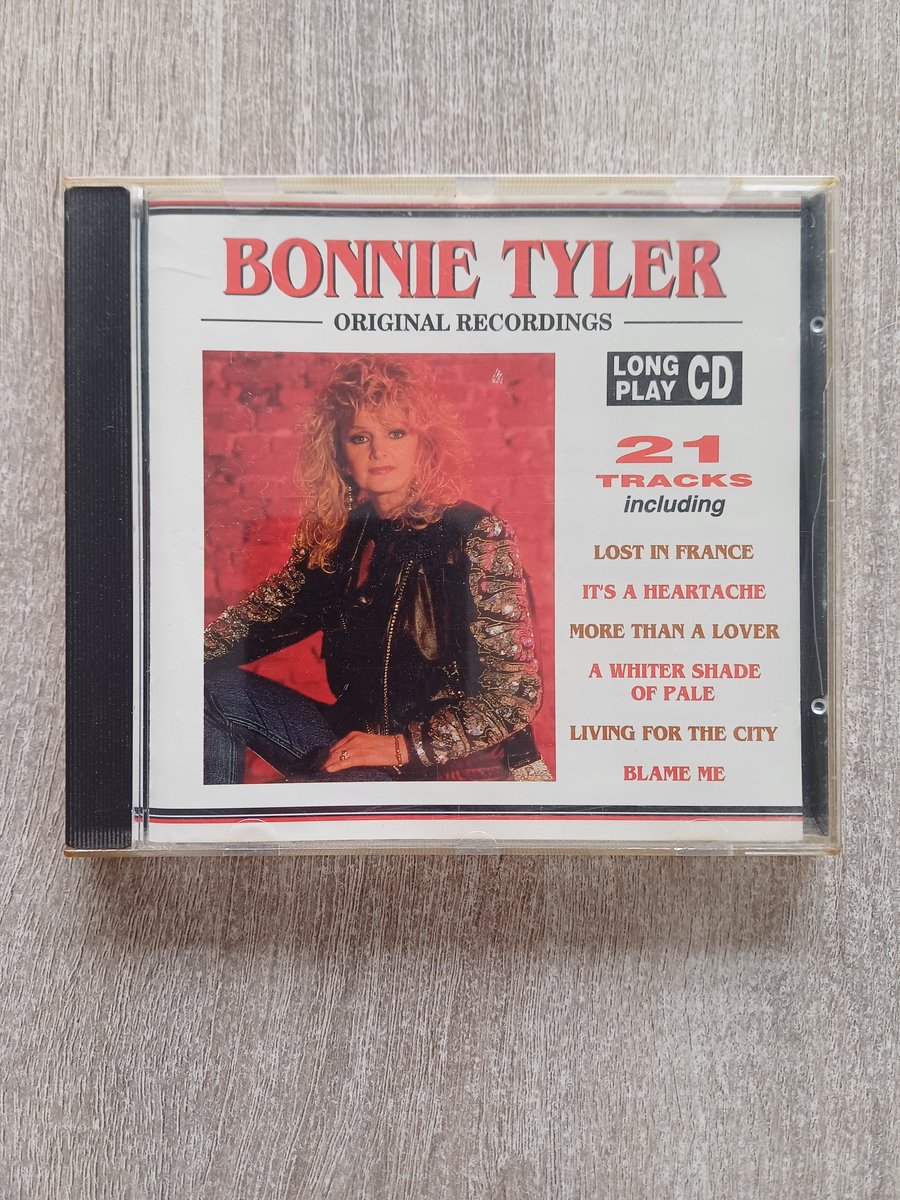 BONNIE TYLER
ORIGINAL RECORDINGS
LONG
PLAY CD
21
TRACKS
including
LOST IN FRANCE
IT'S A HEARTACHE
MORE THAN A LOVER
A WHITER SHADE
OF PALE
LIVING FOR THE CITY
BLAME ME